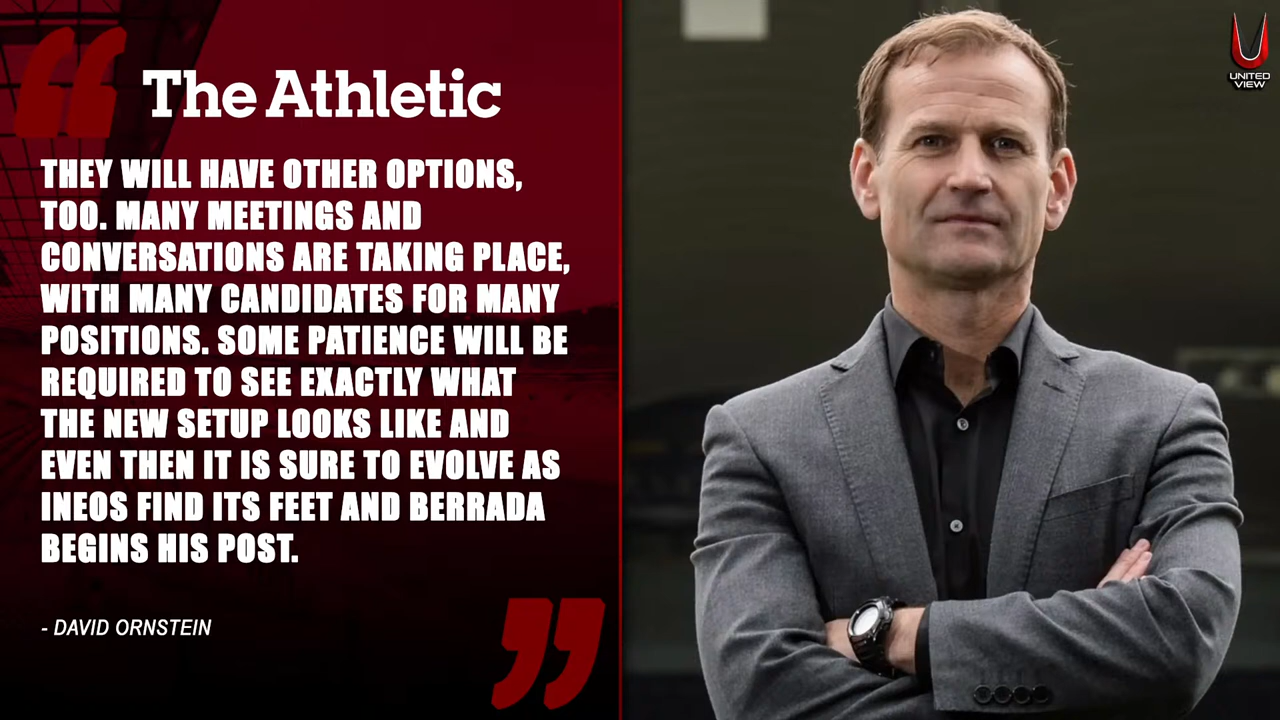 The Athletic
THEY WILL HAVE OTHER OPTIONS,
TOO. MANY MEETINGS AND
CONVERSATIONS ARE TAKING PLACE,
WITH MANY CANDIDATES FOR MANY
POSITIONS. SOME PATIENCE WILL BE
REQUIRED TO SEE EXACTLY WHAT
THE NEW SETUP LOOKS LIKE AND
EVEN THEN IT IS SURE TO EVOLVE AS
INEOS FIND ITS FEET AND BERRADA
BEGINS HIS POST.
- DAVID ORNSTEIN
UNITED
VIEW